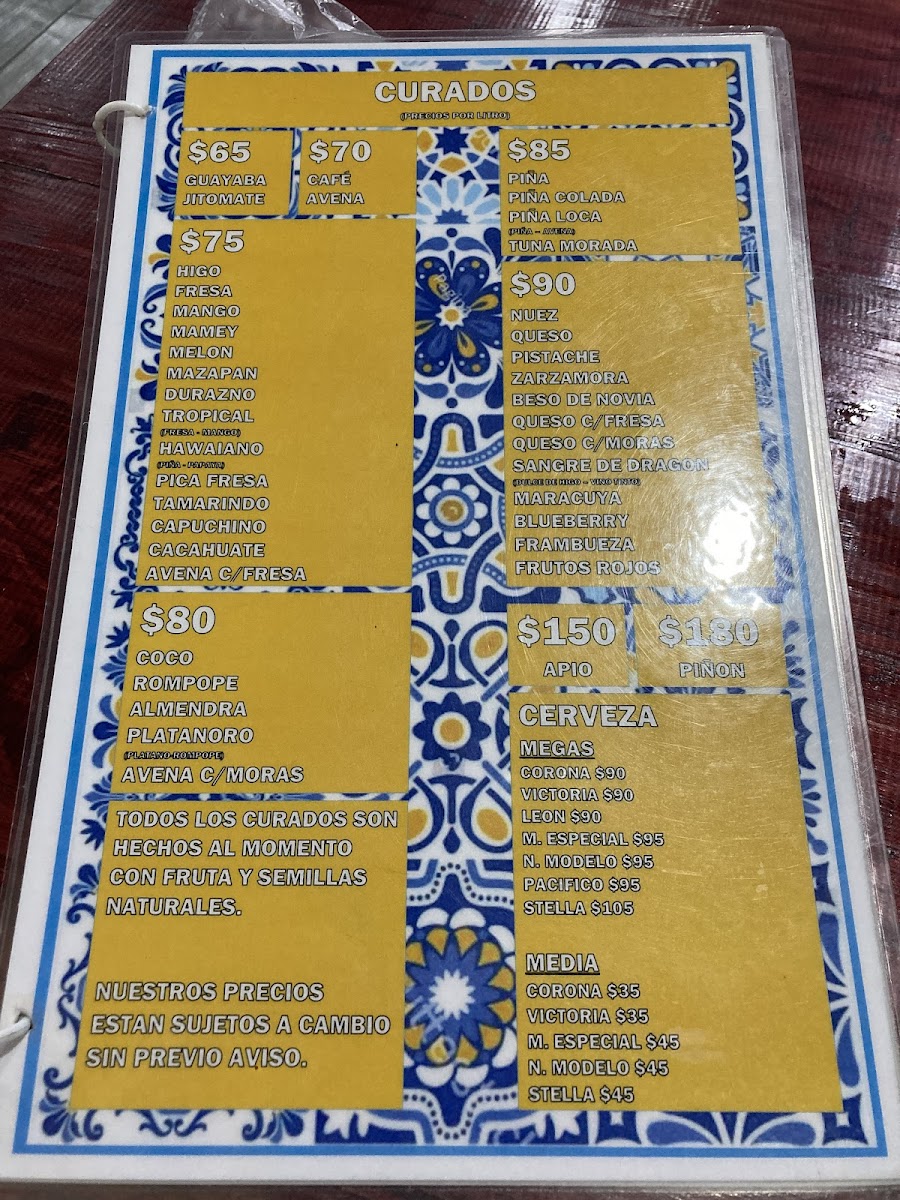 CURADOS
(PRECIOS POR LITRO)
$65
GUAYABA
JITOMATE
$70
CAFÉ
AVENA
$75
HIGO
FRESA
MANGO
MAMEY
MELON
MAZAPAN
DURAZNO
TROPICAL
(FRESA - MANGO)
HAWAIANO
(PIÑA - PAPAYA)
PICA FRESA
TAMARINDO
CAPUCHINO
CACAHUATE
AVENA C/FRESA
$80
COCO
ROMPOPE
ALMENDRA
PLATANORO
(PLATANO-ROMPOPE)
AVENA C/MORAS
TODOS LOS CURADOS SON
HECHOS AL MOMENTO
CON FRUTA Y SEMILLAS
NATURALES.
NUESTROS PRECIOS
ESTAN SUJETOS A CAMBIO
SIN PREVIO AVISO.
$85
PIÑA
PIÑA COLADA
PIÑA LOCA
(PIÑA - AVENA)
TUNA MORADA
$90
NUEZ
QUESO
PISTACHE
ZARZAMORA
BESO DE NOVIA
QUESO C/FRESA
QUESO C/MORAS
SANGRE DE DRAGON
(DULCE DE HIGO - VINO TINTO)
MARACUYA
BLUEBERRY
FRAMBUEZA
FRUTOS ROJOS
$150
APIO
$180
PIÑON
CERVEZA
MEGAS
CORONA $90
VICTORIA $90
LEON $90
M. ESPECIAL $95
N. MODELO $95
PACIFICO $95
STELLA $105
MEDIA
CORONA $35
VICTORIA $35
M. ESPECIAL $45
N. MODELO $45
STELLA $45